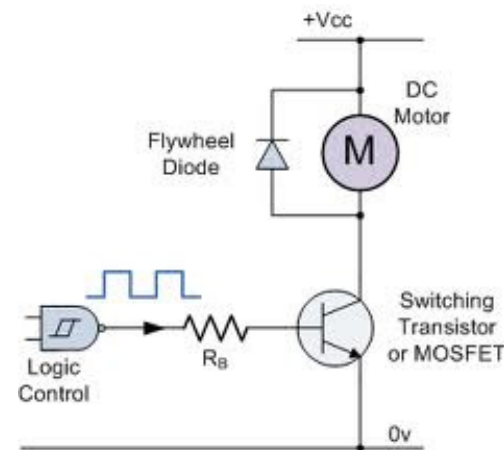 +Vcc
DC
Motor
Flywheel
Diode
M
Switching
Transistor
or MOSFET
RB
Logic
Control
0v